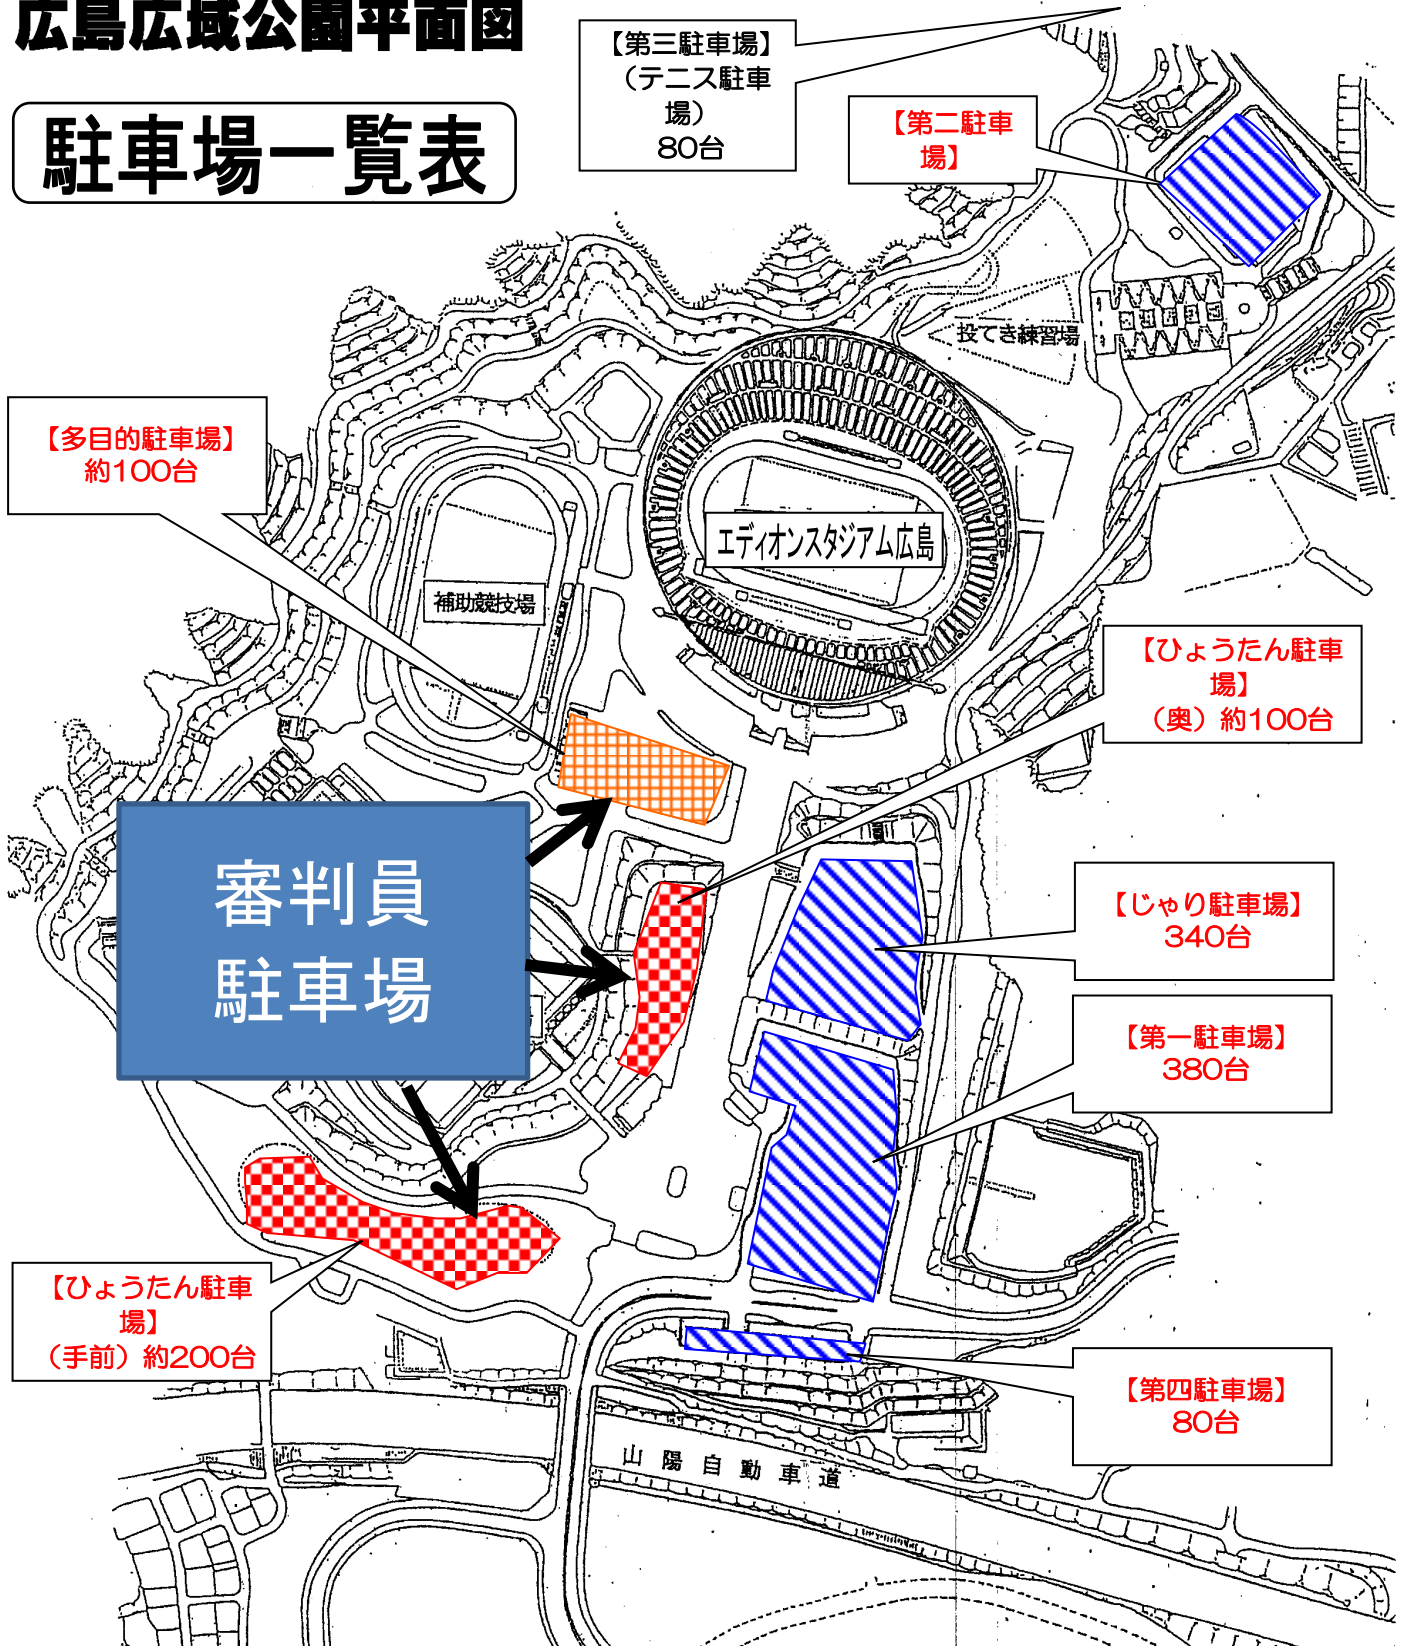 広島広域公園平面図
駐車場一覧表
【第三駐車場】
（テニス駐車
場）
80台
【第二駐車
場】
投てき練習場
【多目的駐車場】
約100台
エディオンスタジアム広島
補助競技場
【ひょうたん駐車
場】
（奥）約100台
審判員
駐車場
【じゃり駐車場】
340台
【第一駐車場】
380台
【ひょうたん駐車
場】
（手前）約200台
【第四駐車場】
80台
山陽自動車道